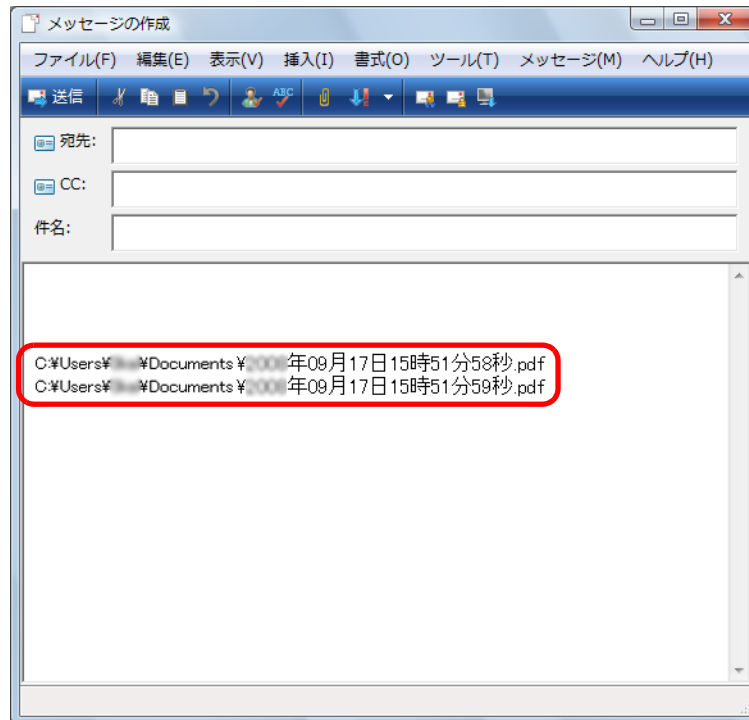 メッセージの作成
ファイル(F) 編集(E) 表示(V) 挿入(I) 書式(O) ツール(T) メッセージ(M) ヘルプ(H)
送信 ABC
宛先:
CC:
件名:
C:¥Users¥ ¥Documents¥ 年09月17日15時51分58秒.pdf
C:¥Users¥ ¥Documents¥ 年09月17日15時51分59秒.pdf